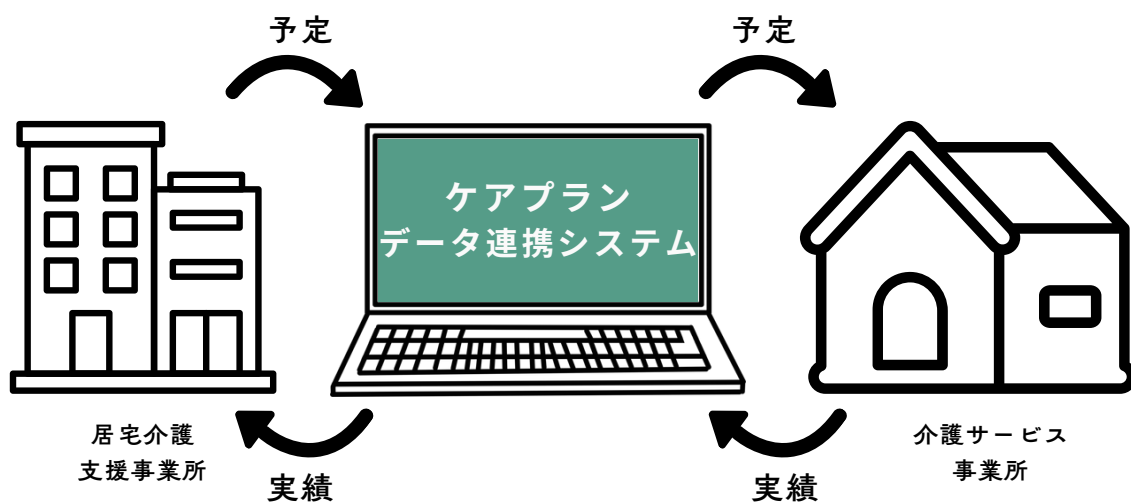 予定
予定
ケアプラン
データ連携システム
居宅介護
支援事業所
介護サービス
事業所
実績
実績